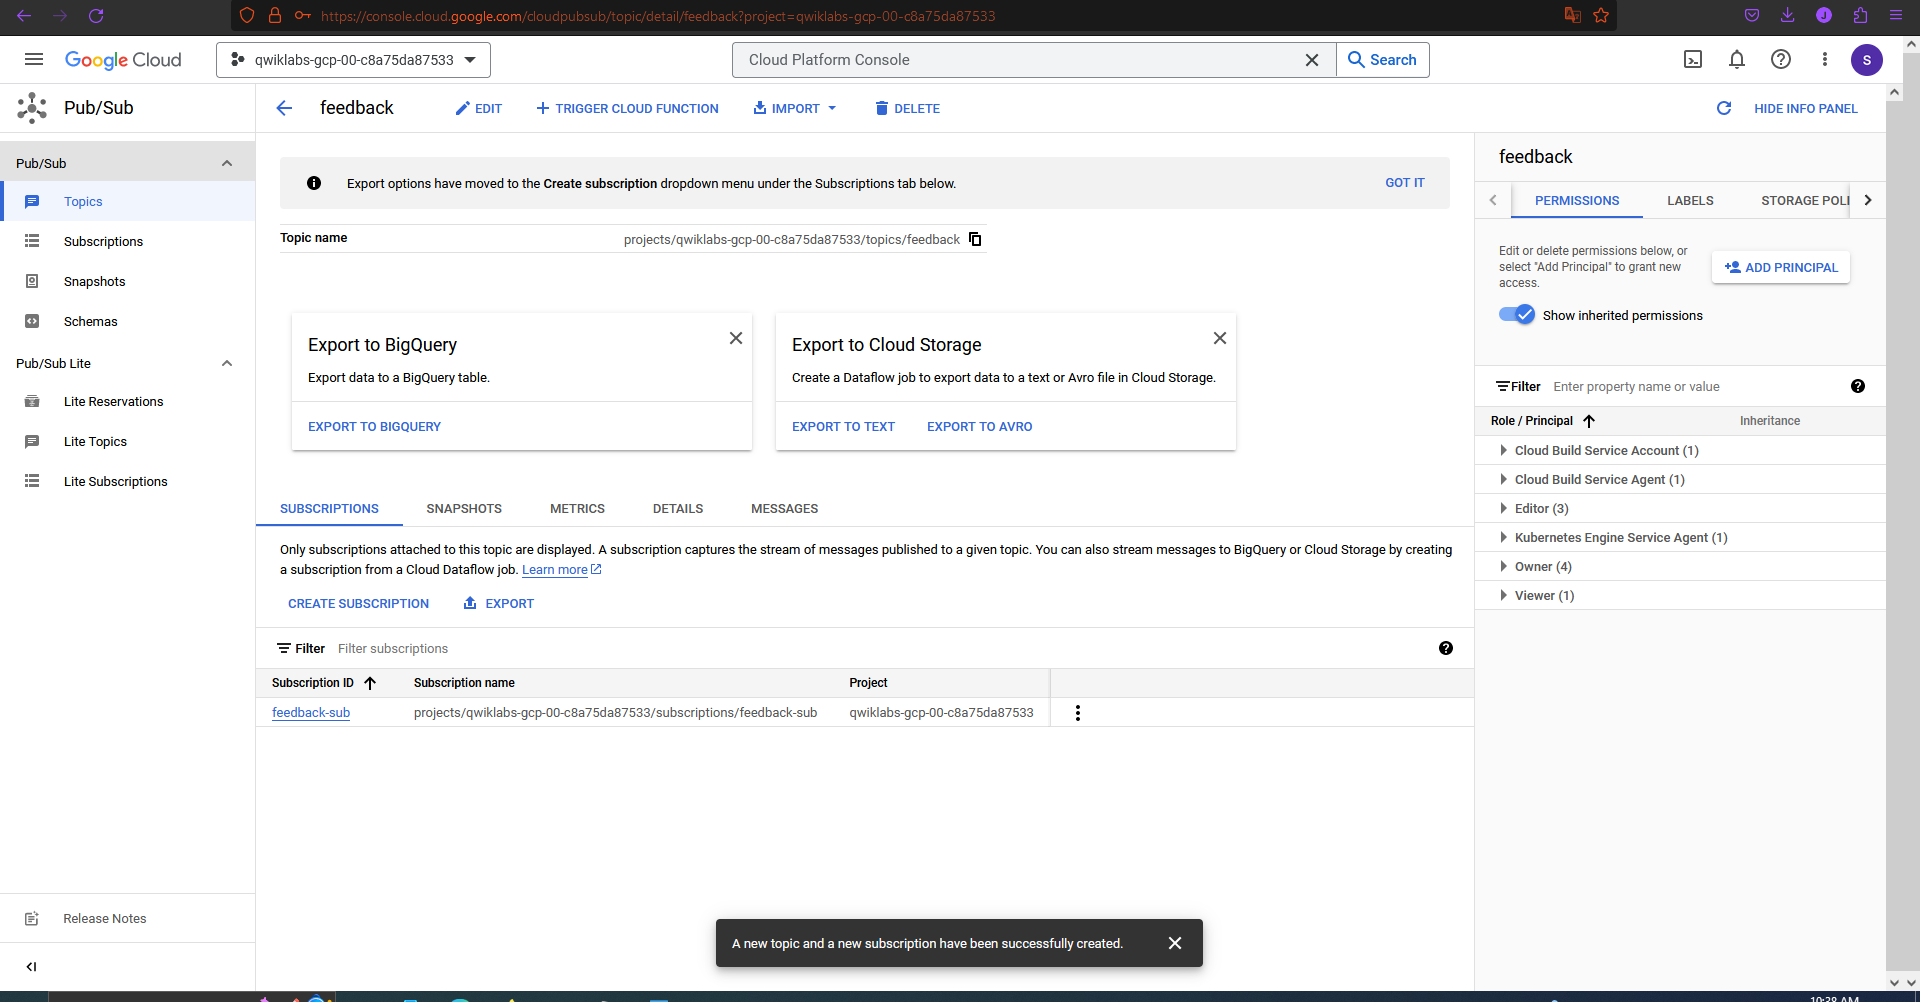 https://console.cloud.google.com/cloudpubsub/topic/detail/feedback?project=qwiklabs-gcp-00-c8a75da87533
J
Google Cloud
qwiklabs-gcp-00-c8a75da87533
Cloud Platform Console
Search
S
Pub/Sub
feedback
EDIT
TRIGGER CLOUD FUNCTION
IMPORT
DELETE
HIDE INFO PANEL
Pub/Sub
Topics
Subscriptions
Snapshots
Schemas
Pub/Sub Lite
Lite Reservations
Lite Topics
Lite Subscriptions
Release Notes
Export options have moved to the Create subscription dropdown menu under the Subscriptions tab below.
GOT IT
Topic name
projects/qwiklabs-gcp-00-c8a75da87533/topics/feedback
Export to BigQuery
Export data to a BigQuery table.
EXPORT TO BIGQUERY
Export to Cloud Storage
Create a Dataflow job to export data to a text or Avro file in Cloud Storage.
EXPORT TO TEXT
EXPORT TO AVRO
SUBSCRIPTIONS
SNAPSHOTS
METRICS
DETAILS
MESSAGES
Only subscriptions attached to this topic are displayed. A subscription captures the stream of messages published to a given topic. You can also stream messages to BigQuery or Cloud Storage by creating
a subscription from a Cloud Dataflow job. Learn more
CREATE SUBSCRIPTION
EXPORT
Filter
Filter subscriptions
Subscription ID
Subscription name
Project
feedback-sub
projects/qwiklabs-gcp-00-c8a75da87533/subscriptions/feedback-sub
qwiklabs-gcp-00-c8a75da87533
A new topic and a new subscription have been successfully created.
feedback
PERMISSIONS
LABELS
STORAGE POLI
Edit or delete permissions below, or
select "Add Principal" to grant new
access.
ADD PRINCIPAL
Show inherited permissions
Filter
Enter property name or value
Role / Principal
Inheritance
Cloud Build Service Account (1)
Cloud Build Service Agent (1)
Editor (3)
Kubernetes Engine Service Agent (1)
Owner (4)
Viewer (1)
10:38 AM